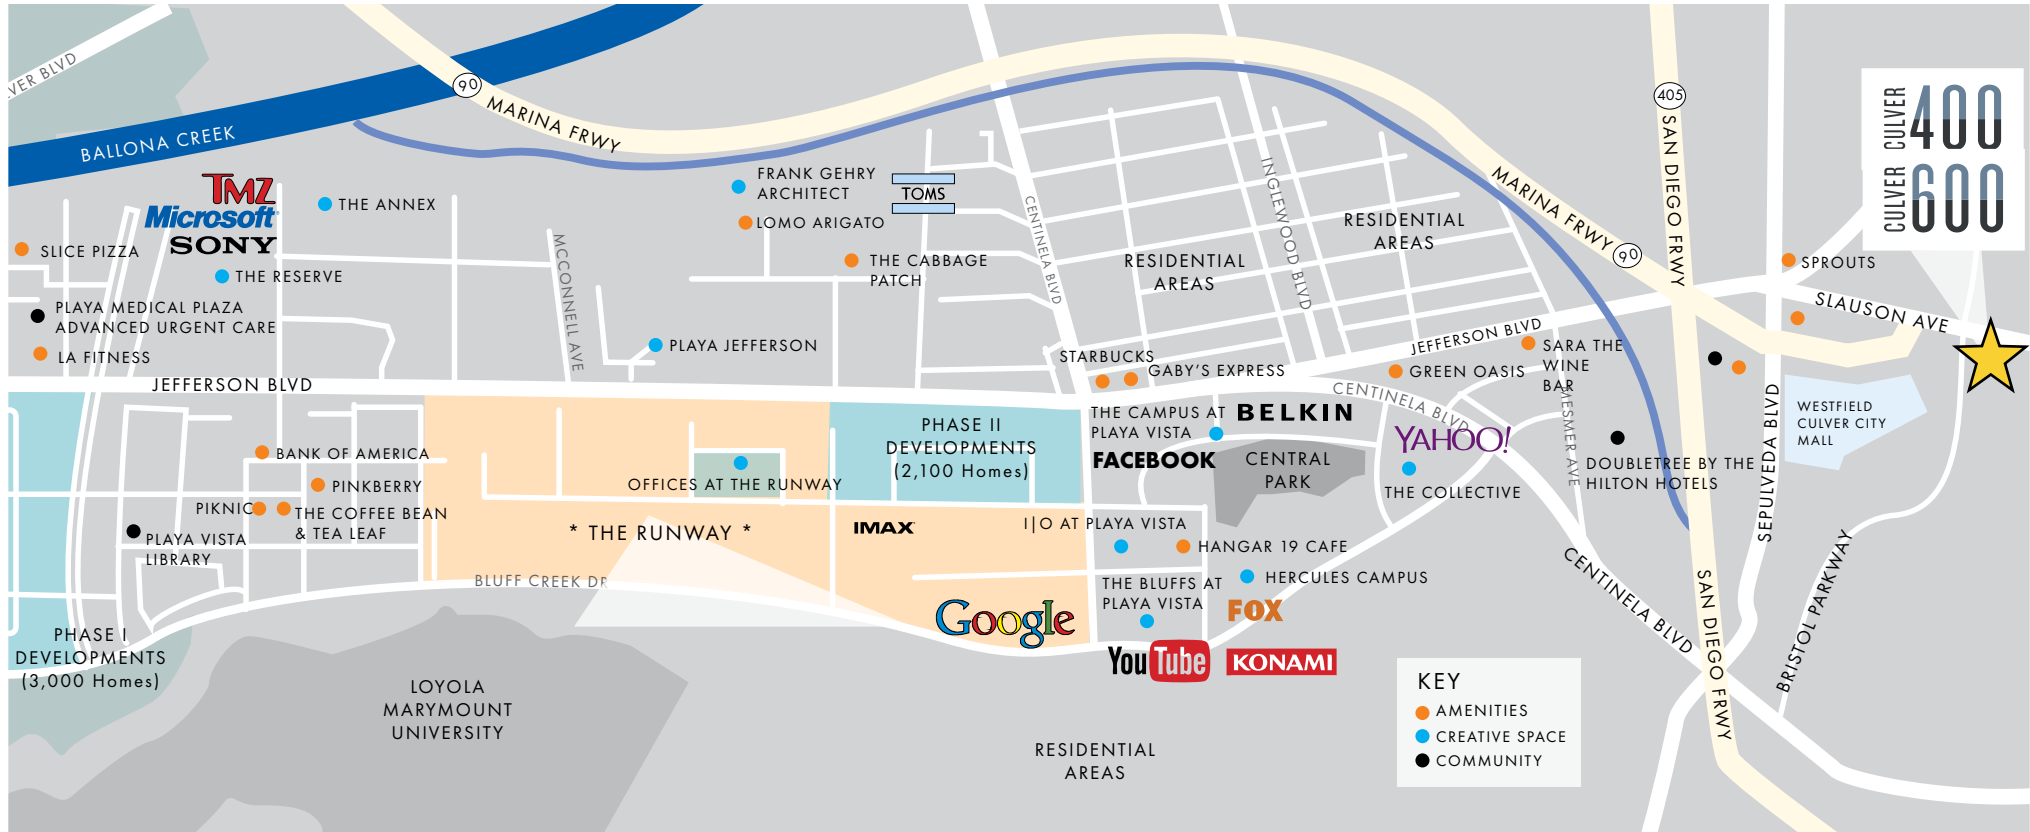 VER BLVD
BALLONA CREEK
90
MARINA FRWY
405
SAN DIEGO FRWY
CULVER
400
CULVER
600
TMZ
Microsoft
SONY
THE ANNEX
SLICE PIZZA
THE RESERVE
PLAYA MEDICAL PLAZA
ADVANCED URGENT CARE
LA FITNESS
JEFFERSON BLVD
MCCONNELL AVE
FRANK GEHRY
ARCHITECT
TOMS
LOMO ARIGATO
THE CABBAGE
PATCH
PLAYA JEFFERSON
CENTINELA BLVD
INGLEWOOD BLVD
RESIDENTIAL
AREAS
RESIDENTIAL
AREAS
MARINA FRWY
90
SPROUTS
SLAUSON AVE
STARBUCKS
GABY'S EXPRESS
JEFFERSON BLVD
GREEN OASIS
SARA THE
WINE
BAR
CENTINELA BLVD
MESMER AVE
WESTFIELD
CULVER CITY
MALL
SEPULVEDA BLVD
THE CAMPUS AT
PLAYA VISTA
BELKIN
FACEBOOK
CENTRAL
PARK
YAHOO!
THE COLLECTIVE
DOUBLETREE BY THE
HILTON HOTELS
PHASE II
DEVELOPMENTS
(2,100 Homes)
BANK OF AMERICA
PINKBERRY
PIKNIC
THE COFFEE BEAN
& TEA LEAF
PLAYA VISTA
LIBRARY
OFFICES AT THE RUNWAY
* THE RUNWAY *
IMAX
I|O AT PLAYA VISTA
HANGAR 19 CAFE
THE BLUFFS AT
PLAYA VISTA
HERCULES CAMPUS
FOX
BLUFF CREEK DR
Google
YouTube
KONAMI
CENTINELA BLVD
SAN DIEGO FRWY
BRISTOL PARKWAY
PHASE I
DEVELOPMENTS
(3,000 Homes)
LOYOLA
MARYMOUNT
UNIVERSITY
RESIDENTIAL
AREAS
KEY
AMENITIES
CREATIVE SPACE
COMMUNITY